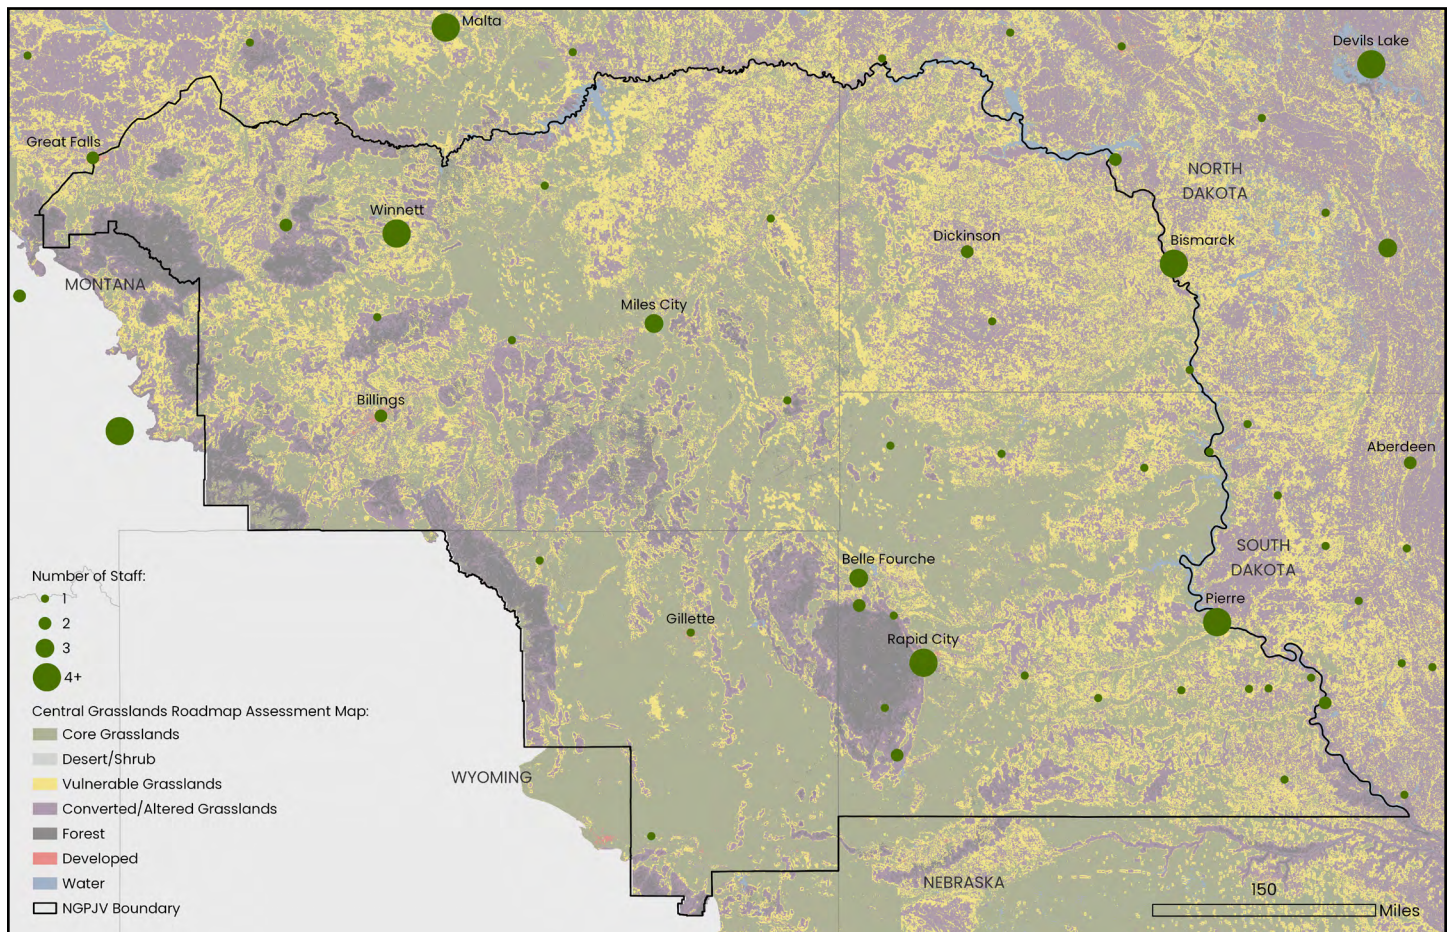 Malta
Devils Lake
Great Falls
NORTH
DAKOTA
Winnett
Dickinson
Bismarck
MONTANA
Miles City
Billings
Aberdeen
SOUTH
DAKOTA
Belle Fourche
Pierre
Gillette
Rapid City
WYOMING
NEBRASKA
Number of Staff:
1
2
3
4+
Central Grasslands Roadmap Assessment Map:
Core Grasslands
Desert/Shrub
Vulnerable Grasslands
Converted/Altered Grasslands
Forest
Developed
Water
NGPJV Boundary
150
Miles